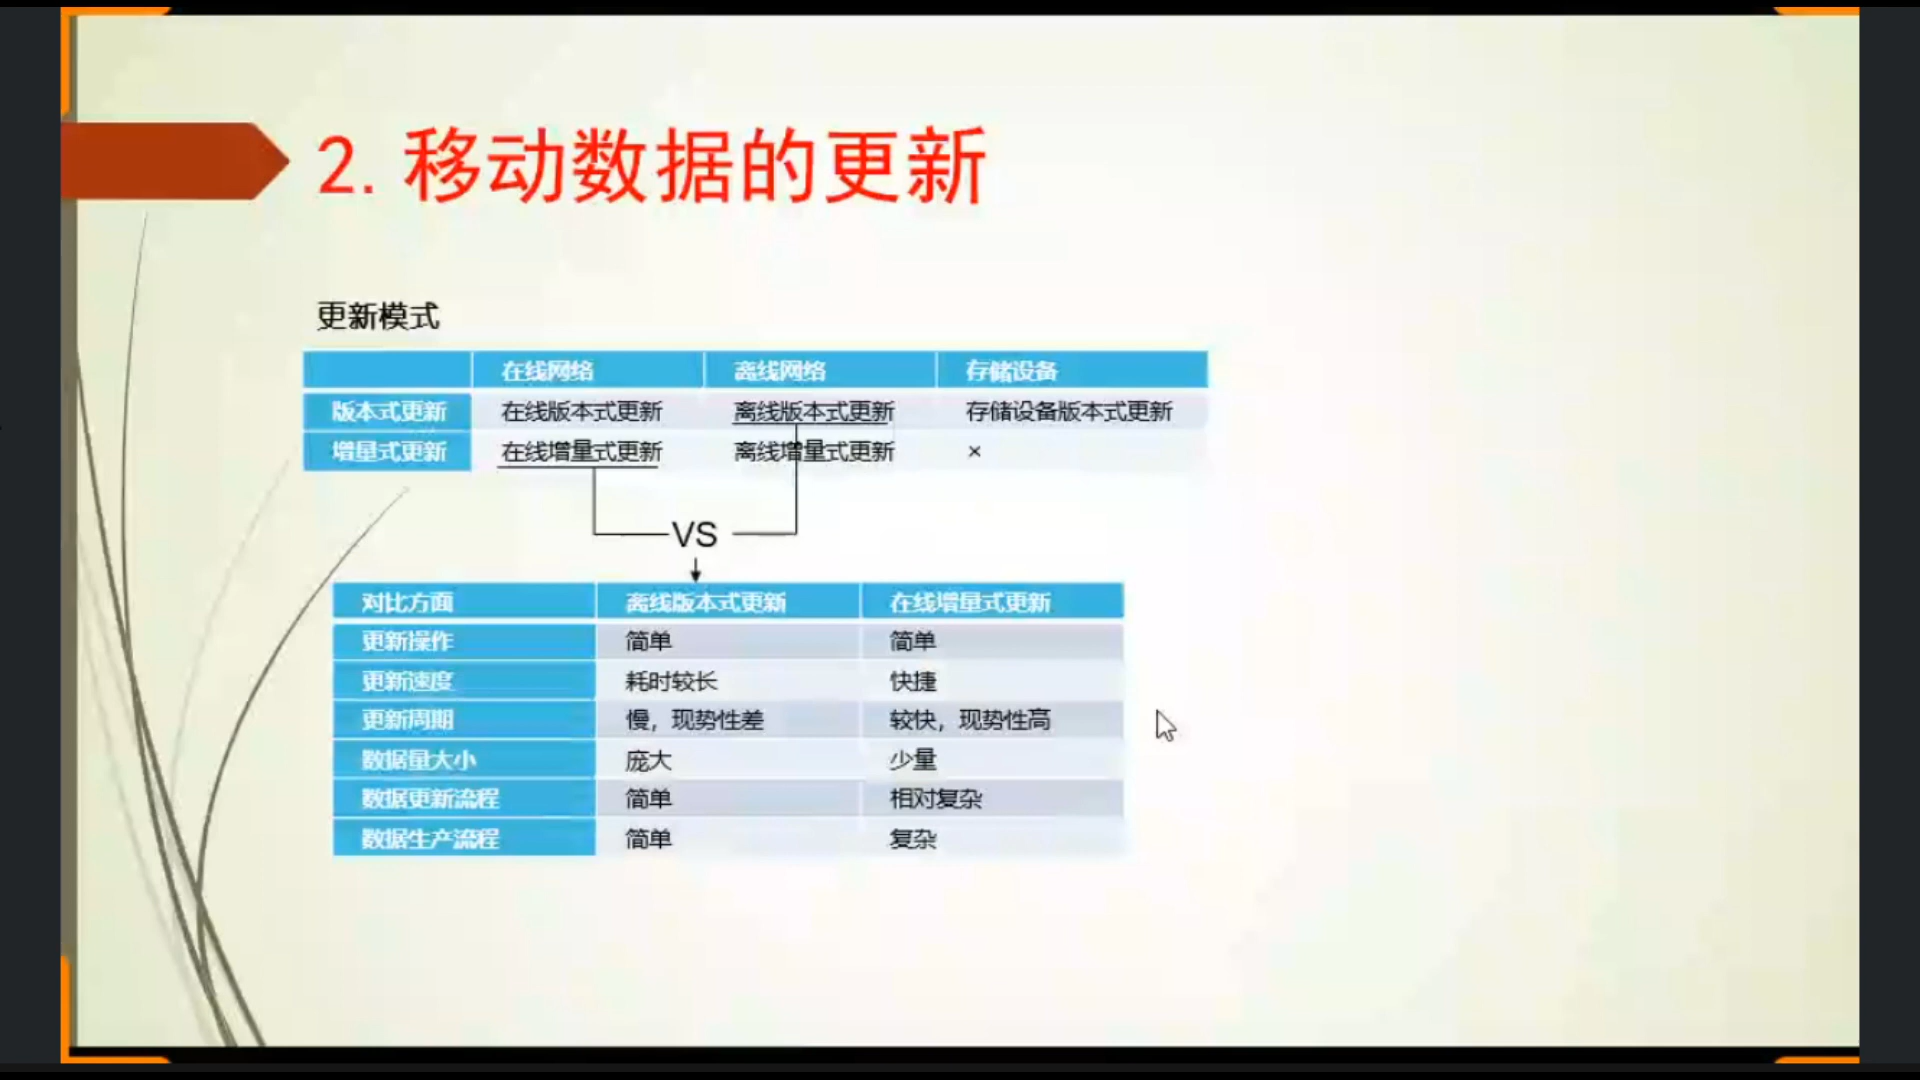 2. 移动数据的更新
更新模式
在线网络 离线网络 存储设备
版本式更新 在线版本式更新 离线版本式更新 存储设备版本式更新
增量式更新 在线增量式更新 离线增量式更新 ×
VS
对比方面 离线版本式更新 在线增量式更新
更新操作 简单 简单
更新速度 耗时较长 快捷
更新周期 慢，现势性差 较快，现势性高
数据量大小 庞大 少量
数据更新流程 简单 相对复杂
数据生产流程 简单 复杂